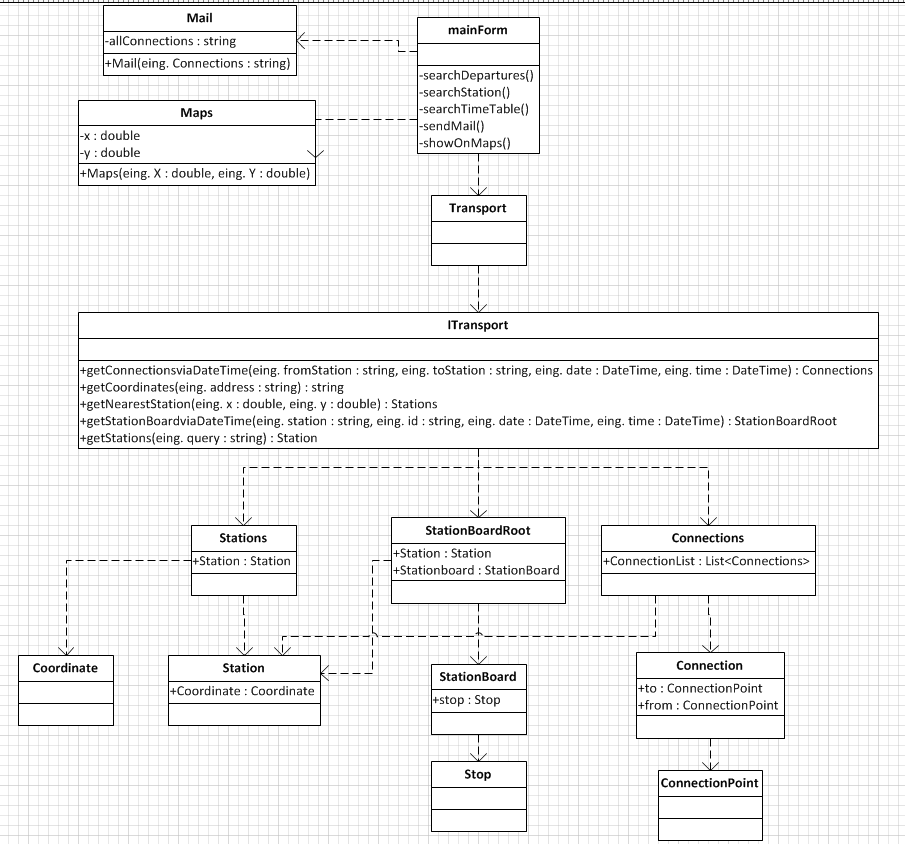 Mail
-allConnections : string
+Mail(eing. Connections : string)
mainForm
-searchDepartures()
-searchStation()
-searchTimeTable()
-sendMail()
-showOnMaps()
Maps
-x : double
-y : double
+Maps(eing. X : double, eing. Y : double)
Transport
ITransport
+getConnectionsviaDateTime(eing. fromStation : string, eing. toStation : string, eing. date : DateTime, eing. time : DateTime) : Connections
+getCoordinates(eing. address : string) : string
+getNearestStation(eing. x : double, eing. y : double) : Stations
+getStationBoardviaDateTime(eing. station : string, eing. id : string, eing. date : DateTime, eing. time : DateTime) : StationBoardRoot
+getStations(eing. query : string) : Station
Stations
+Station : Station
StationBoardRoot
+Station : Station
+Stationboard : StationBoard
Connections
+ConnectionList : List<Connections>
Coordinate
Station
+Coordinate : Coordinate
StationBoard
+stop : Stop
Connection
+to : ConnectionPoint
+from : ConnectionPoint
Stop
ConnectionPoint